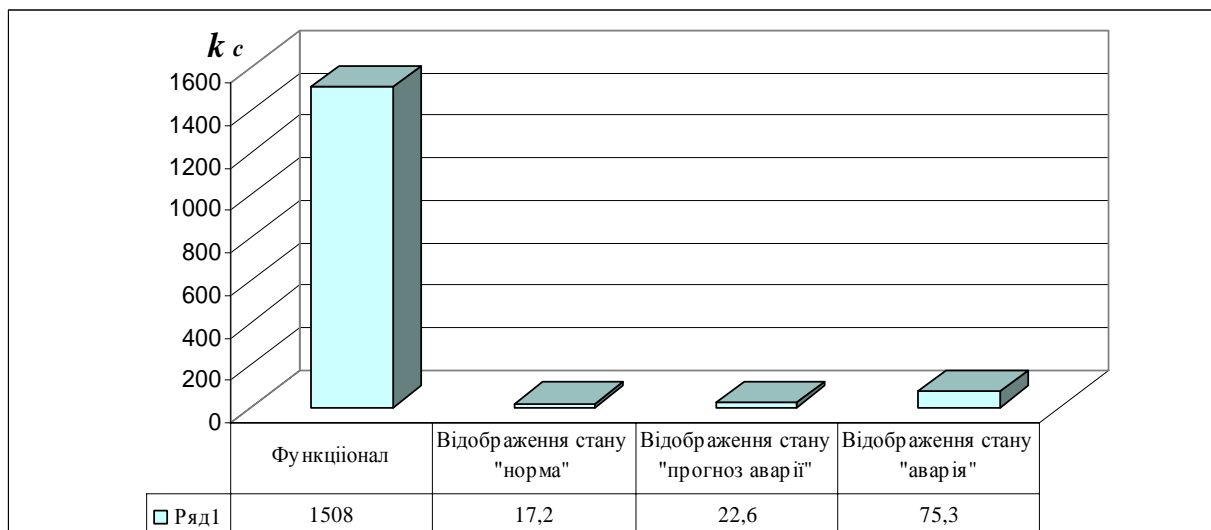 k c
1600
1400
1200
1000
800
600
400
200
0
Функцііонал
Відображення стану
"норма"
Відображення стану
"прогноз аварії"
Відображення стану
"аварія"
Ряд1 1508 17,2 22,6 75,3